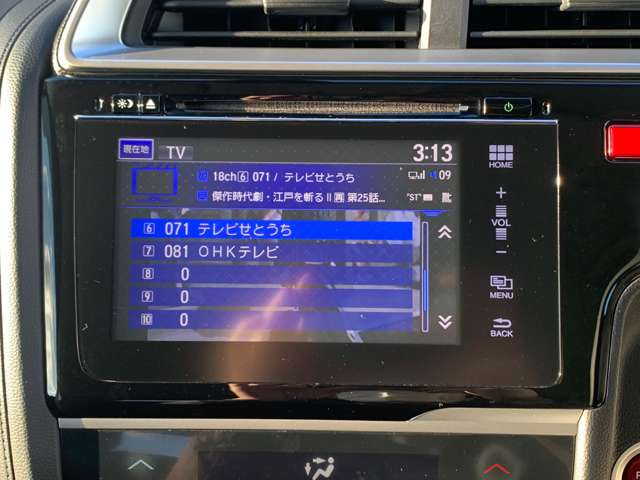 現在地 TV 3:13
18ch 6 071 / テレビせとうち 09
傑作時代劇・江戸を斬るⅡ再 第25話... "ST"
6 071 テレビせとうち
7 081 OHKテレビ
8 0
9 0
10 0
HOME
+
VOL
-
MENU
BACK